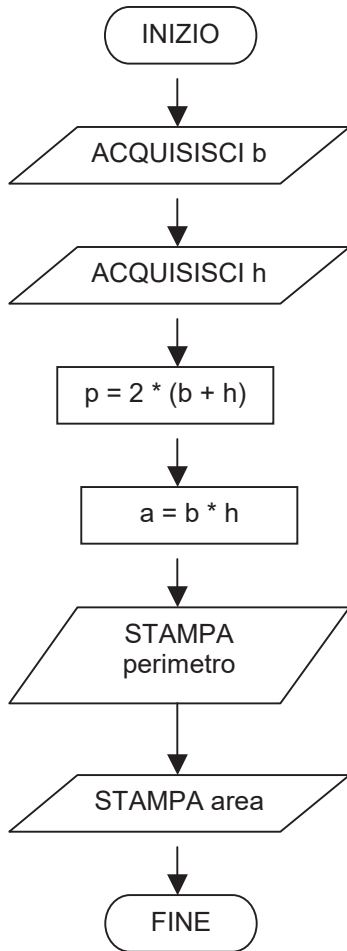 INIZIO
ACQUISISCI b
ACQUISISCI h
p = 2 * (b + h)
a = b * h
STAMPA
perimetro
STAMPA area
FINE